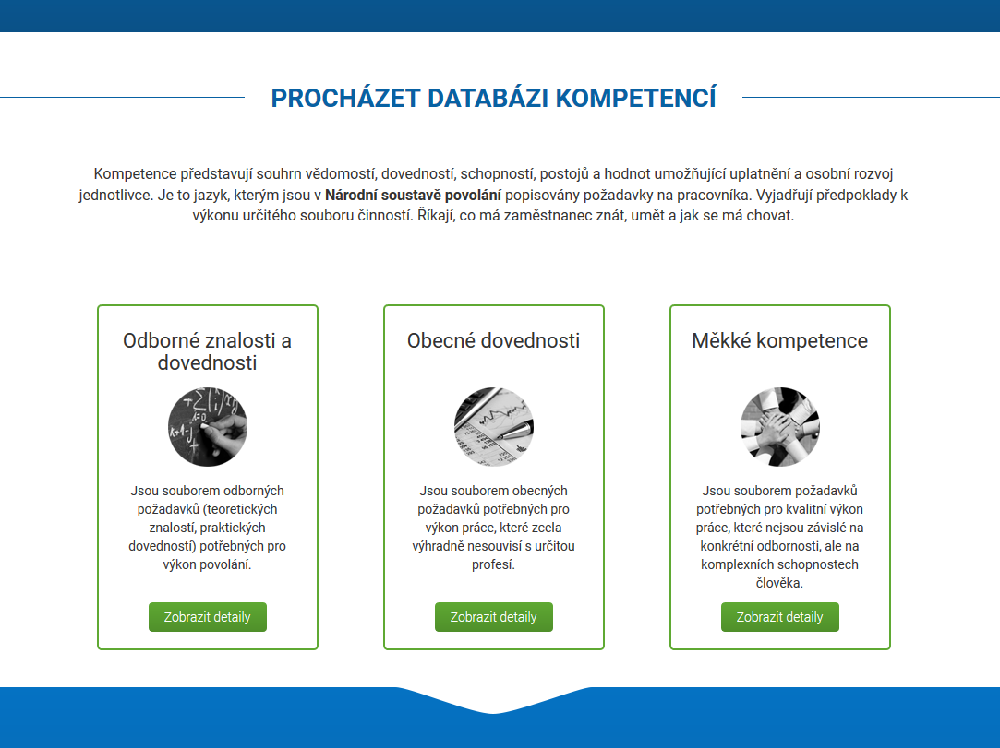 PROCHÁZET DATABÁZI KOMPETENCÍ
Kompetence představují souhrn vědomostí, dovedností, schopností, postojů a hodnot umožňující uplatnění a osobní rozvoj
jednotlivce. Je to jazyk, kterým jsou v Národní soustavě povolání popisovány požadavky na pracovníka. Vyjadřují předpoklady k
výkonu určitého souboru činností. Říkají, co má zaměstnanec znát, umět a jak se má chovat.
Odborné znalosti a
dovednosti
Jsou souborem odborných
požadavků (teoretických
znalostí, praktických
dovedností) potřebných pro
výkon povolání.
Zobrazit detaily
Obecné dovednosti
Jsou souborem obecných
požadavků potřebných pro
výkon práce, které zcela
výhradně nesouvisí s určitou
profesí.
Zobrazit detaily
Měkké kompetence
Jsou souborem požadavků
potřebných pro kvalitní výkon
práce, které nejsou závislé na
konkrétní odbornosti, ale na
komplexních schopnostech
člověka.
Zobrazit detaily